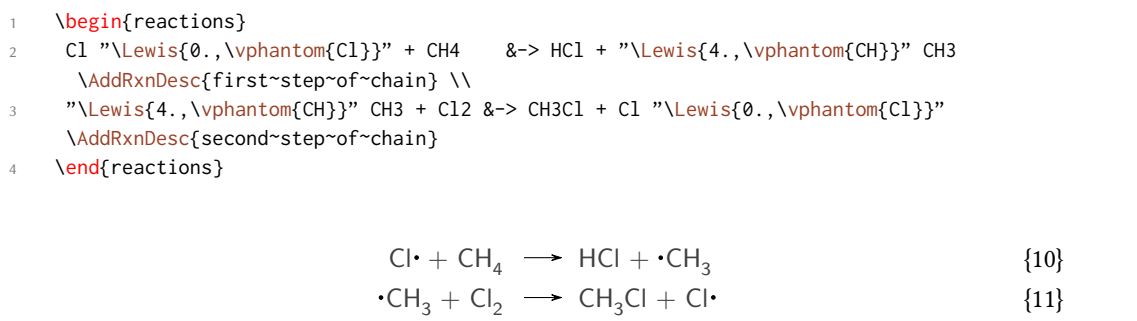 1 \begin{reactions}
2 Cl "\Lewis{0.,\vphantom{Cl}}" + CH4 &-> HCl + "\Lewis{4.,\vphantom{CH}}" CH3
\AddRxnDesc{first~step~of~chain} \\
3 "\Lewis{4.,\vphantom{CH}}" CH3 + Cl2 &-> CH3Cl + Cl "\Lewis{0.,\vphantom{Cl}}"
\AddRxnDesc{second~step~of~chain}
4 \end{reactions}
Cl· + CH₄ ⟶ HCl + ·CH₃ {10}
·CH₃ + Cl₂ ⟶ CH₃Cl + Cl· {11}